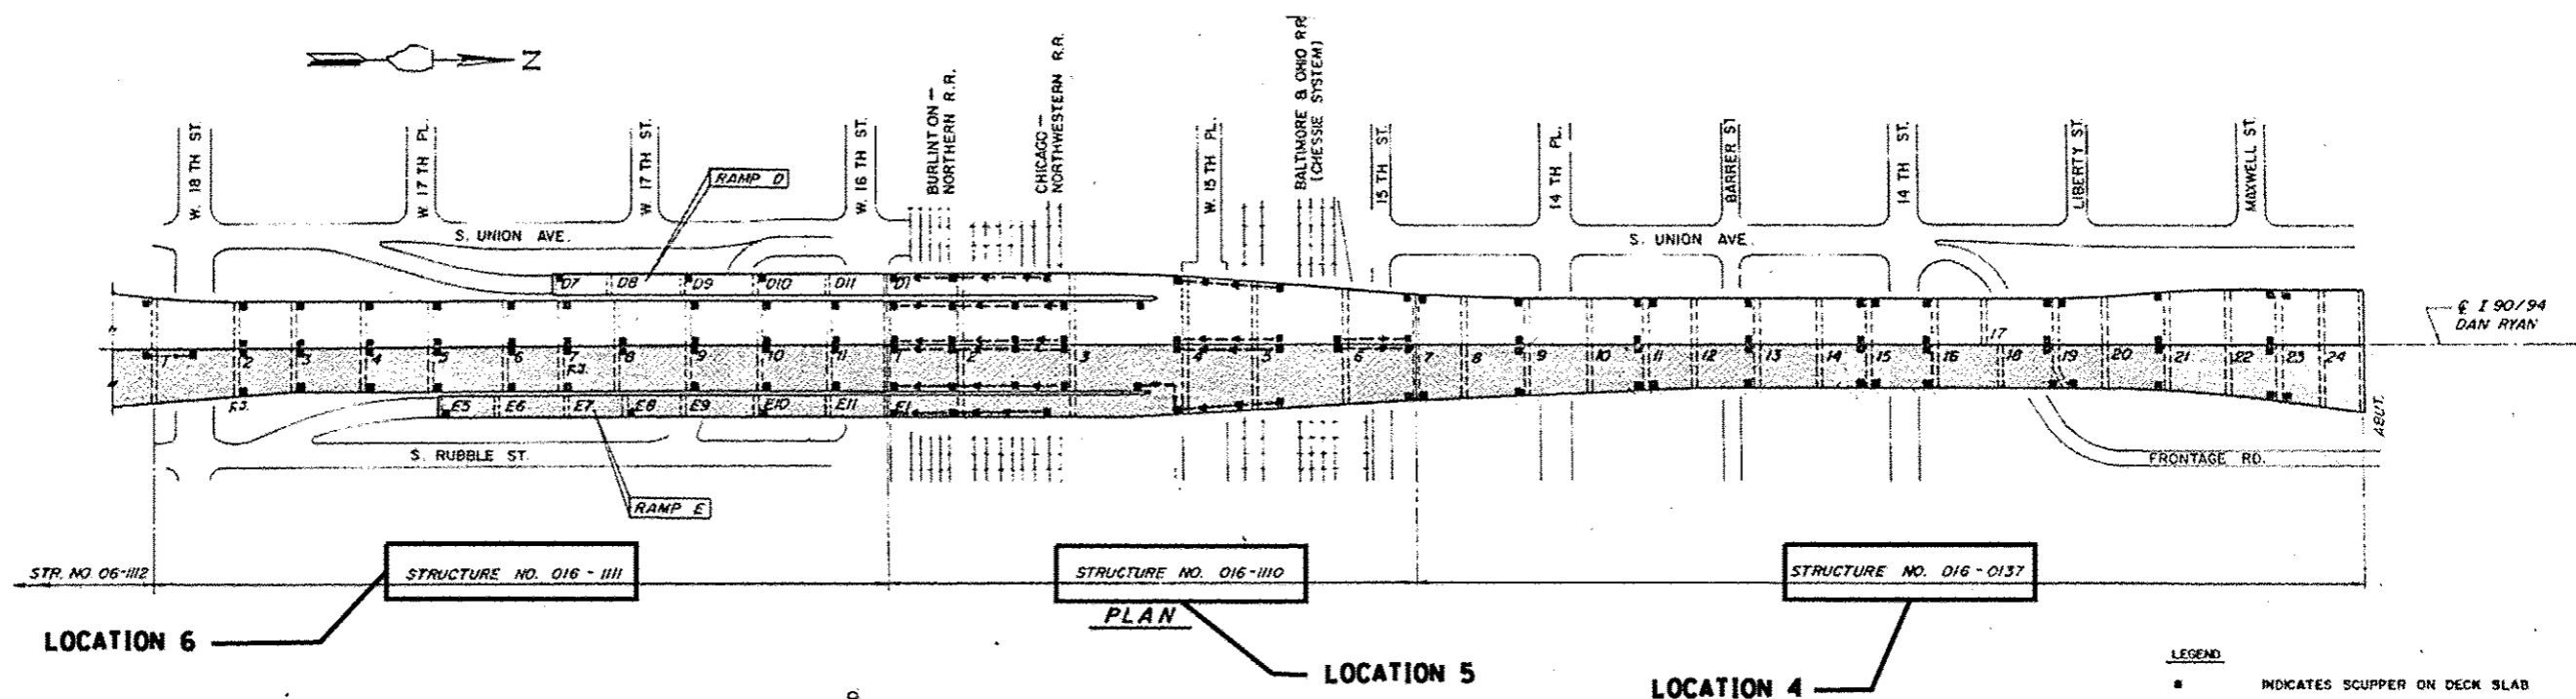 N
W. 18 TH ST.
W. 17TH PL.
W. 17 TH ST.
W. 16 TH ST.
BURLINTON —
NORTHERN R.R.
CHICAGO —
NORTHWESTERN R.R.
W. 15 TH PL.
BALTIMORE & OHIO RR
(CHESSIE SYSTEM)
15 TH ST.
14 TH PL.
BARRER ST
14 TH ST.
LIBERTY ST.
MAXWELL ST.
RAMP D
S. UNION AVE.
S. UNION AVE.
D7 D8 D9 D10 D11 D1
℄ I 90/94
DAN RYAN
1 2 3 4 5 6 7 8 9 10 11 1 2 3 4 5 6 7 8 9 10 11 12 13 14 15 16 17 18 19 20 21 22 23 24
E5 E6 E7 E8 E9 E10 E11 E1
ABUT.
S. RUBBLE ST.
FRONTAGE RD.
RAMP E
STR. NO. 06-1112
STRUCTURE NO. 016 - 1111
STRUCTURE NO. 016-1110
STRUCTURE NO. 016 - 0137
PLAN
LOCATION 6
LOCATION 5
LOCATION 4
LEGEND
INDICATES SCUPPER ON DECK SLAB